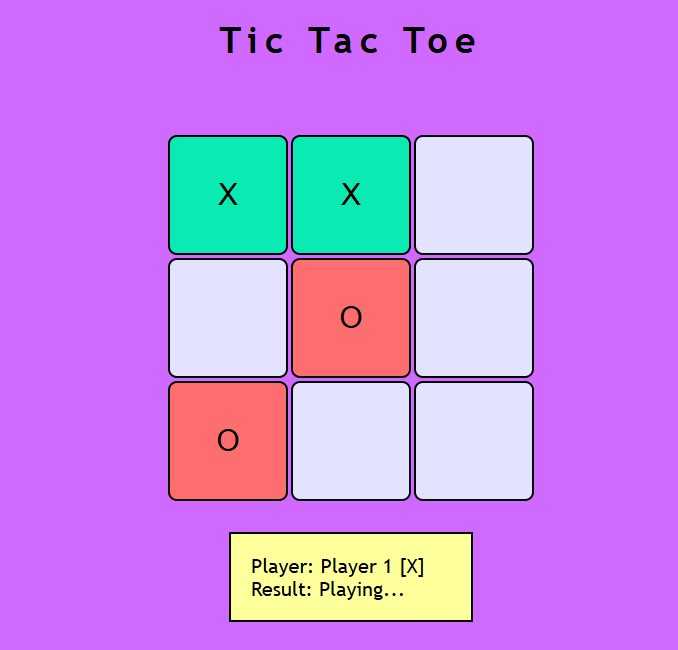 Tic Tac Toe
X X
O
O
Player: Player 1 [X]
Result: Playing...